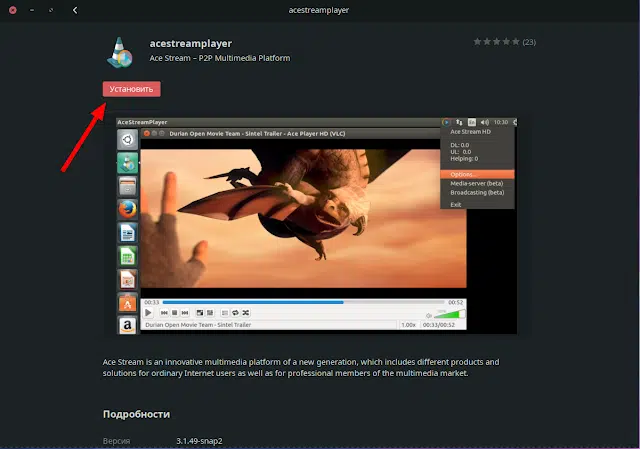 acestreamplayer
acestreamplayer
(23)
Ace Stream – P2P Multimedia Platform
Установить
AceStreamPlayer
En
10:30
Durian Open Movie Team - Sintel Trailer - Ace Player HD (VLC)
Ace Stream HD
DL: 0.0
UL: 0.0
Helping: 0
Options...
Media-server (beta)
Broadcasting (beta)
Exit
00:33
00:52
Durian Open Movie Team - Sintel Trailer
1.00x
00:33/00:52
Ace Stream is an innovative multimedia platform of a new generation, which includes different products and
solutions for ordinary Internet users as well as for professional members of the multimedia market.
Подробности
Версия
3.1.49-snap2